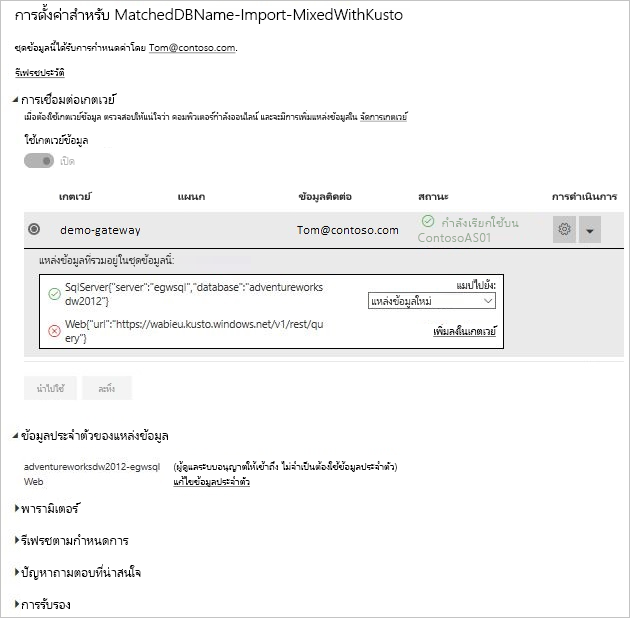 การตั้งค่าสำหรับ MatchedDBName-Import-MixedWithKusto
ชุดข้อมูลนี้ได้รับการกำหนดค่าโดย Tom@contoso.com.
รีเฟรชประวัติ
การเชื่อมต่อเกตเวย์
เมื่อต้องใช้เกตเวย์ข้อมูล ตรวจสอบให้แน่ใจว่า คอมพิวเตอร์กำลังออนไลน์ และจะมีการเพิ่มแหล่งข้อมูลใน จัดการเกตเวย์
ใช้เกตเวย์ข้อมูล
เปิด
เกตเวย์ แผนก ข้อมูลติดต่อ สถานะ การดำเนินการ
demo-gateway Tom@contoso.com กำลังเรียกใช้บน
ContosoAS01
แหล่งข้อมูลที่รวมอยู่ในชุดข้อมูลนี้:
SqlServer{"server":"egwsql","database":"adventureworks แมปไปยัง:
dw2012"} แหล่งข้อมูลใหม่
Web{"url":"https://wabieu.kusto.windows.net/v1/rest/qu เพิ่มลงในเกตเวย์
ery"}
นำไปใช้ ละทิ้ง
ข้อมูลประจำตัวของแหล่งข้อมูล
adventureworksdw2012-egwsql (ผู้ดูแลระบบอนุญาตให้เข้าถึง ไม่จำเป็นต้องใช้ข้อมูลประจำตัว)
Web แก้ไขข้อมูลประจำตัว
พารามิเตอร์
รีเฟรชตามกำหนดการ
ปัญหาถามตอบที่น่าสนใจ
การรับรอง